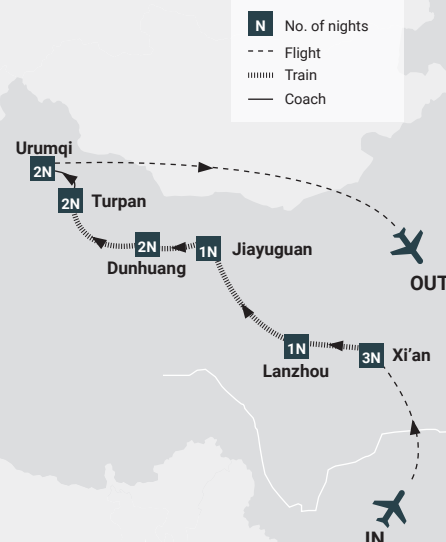 N No. of nights
Flight
Train
Coach
Urumqi
2N
2N Turpan
2N
Dunhuang
1N Jiayuguan
OUT
1N
Lanzhou
3N Xi’an
IN